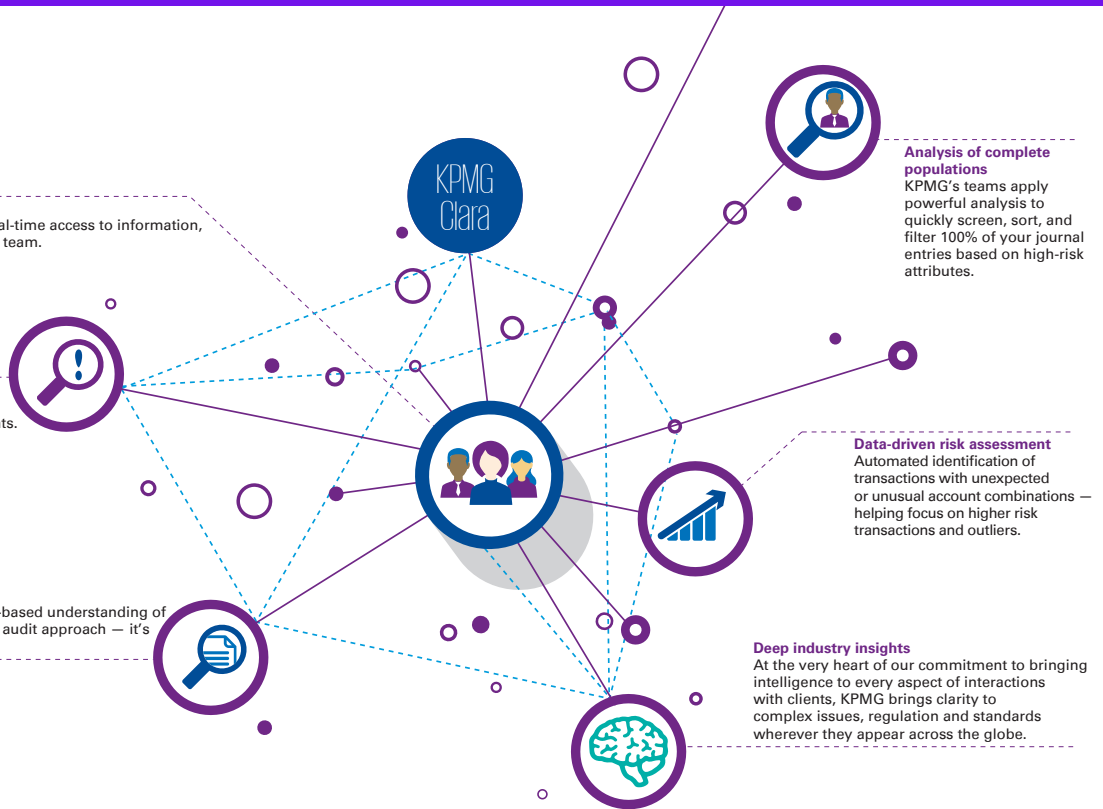 KPMG
Clara
Analysis of complete
populations
KPMG's teams apply
powerful analysis to
quickly screen, sort, and
filter 100% of your journal
entries based on high-risk
attributes.
al-time access to information,
team.
ts.
Data-driven risk assessment
Automated identification of
transactions with unexpected
or unusual account combinations —
helping focus on higher risk
transactions and outliers.
-based understanding of
audit approach — it's
Deep industry insights
At the very heart of our commitment to bringing
intelligence to every aspect of interactions
with clients, KPMG brings clarity to
complex issues, regulation and standards
wherever they appear across the globe.